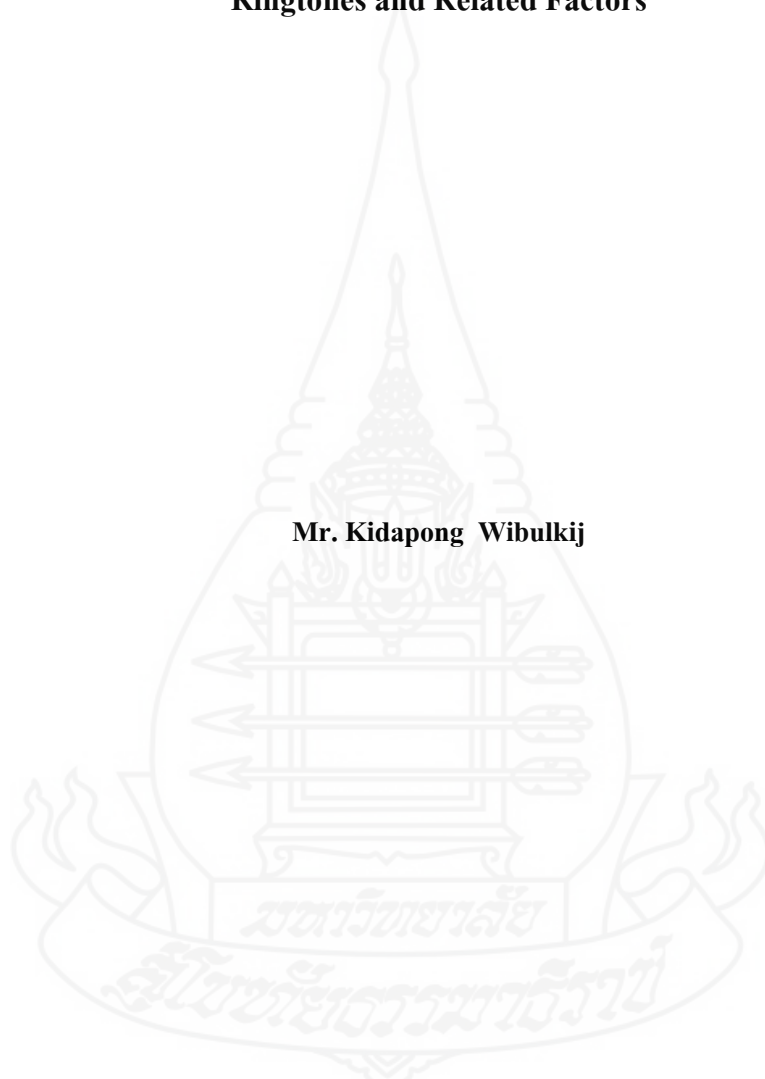 Ringtones and Related Factors
Mr. Kidapong Wibulkij
มหาวิทยาลัย
สุโขทัยธรรมาธิราช